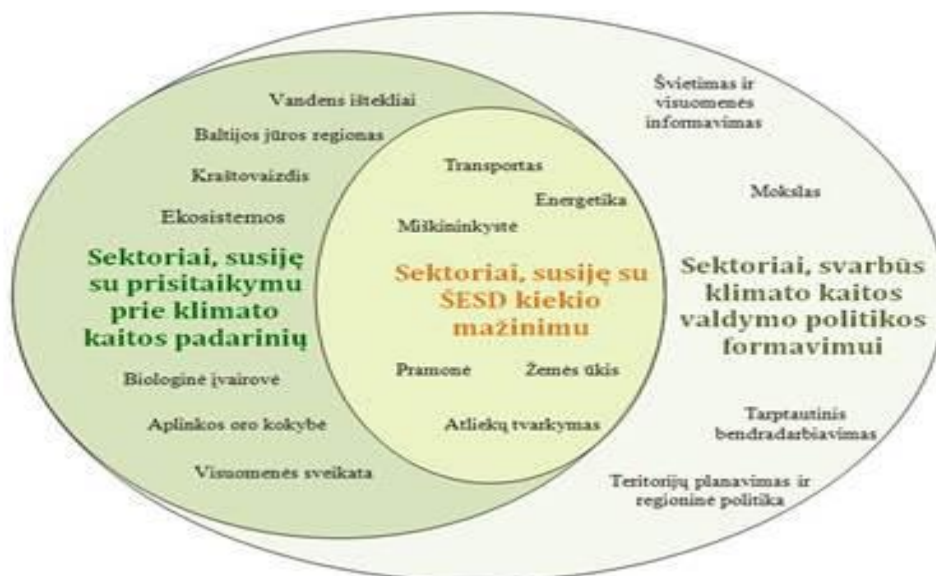 Vandens ištekliai
Baltijos jūros regionas
Kraštovaizdis
Ekosistemos
Sektoriai, susiję
su prisitaikymu
prie klimato
kaitos padarinių
Biologinė įvairovė
Aplinkos oro kokybė
Visuomenės sveikata
Transportas
Energetika
Miškininkystė
Sektoriai, susiję su
ŠESD kiekio
mažinimu
Pramonė
Žemės ūkis
Atliekų tvarkymas
Švietimas ir
visuomenės
informavimas
Mokslas
Sektoriai, svarbūs
klimato kaitos
valdymo politikos
formavimui
Tarptautinis
bendradarbiavimas
Teritorijų planavimas ir
regioninė politika